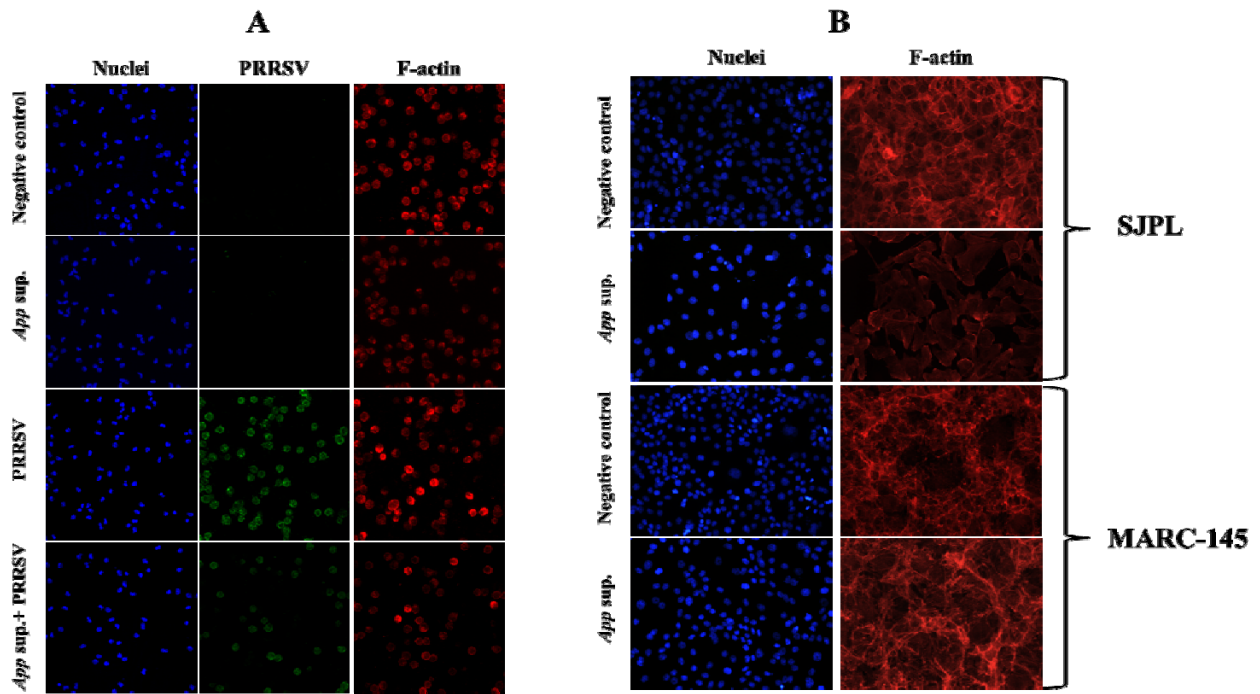 A
Nuclei PRRSV F-actin
Negative control
App sup.
PRRSV
App sup.+ PRRSV
B
Nuclei F-actin
Negative control
App sup.
SJPL
Negative control
App sup.
MARC-145